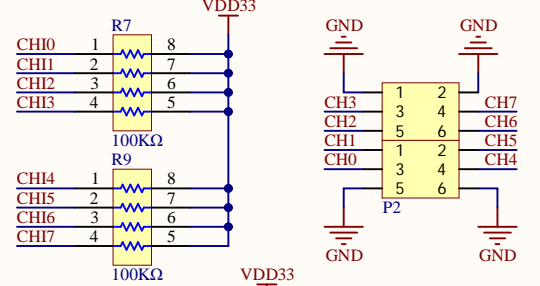 VDD33
R7
CHI0 1 8
CHI1 2 7
CHI2 3 6
CHI3 4 5
100KΩ
R9
CHI4 1 8
CHI5 2 7
CHI6 3 6
CHI7 4 5
100KΩ
VDD33
GND GND
1 2
CH3 3 4 CH7
CH2 5 6 CH6
CH1 1 2 CH5
CH0 3 4 CH4
5 6
P2
GND GND